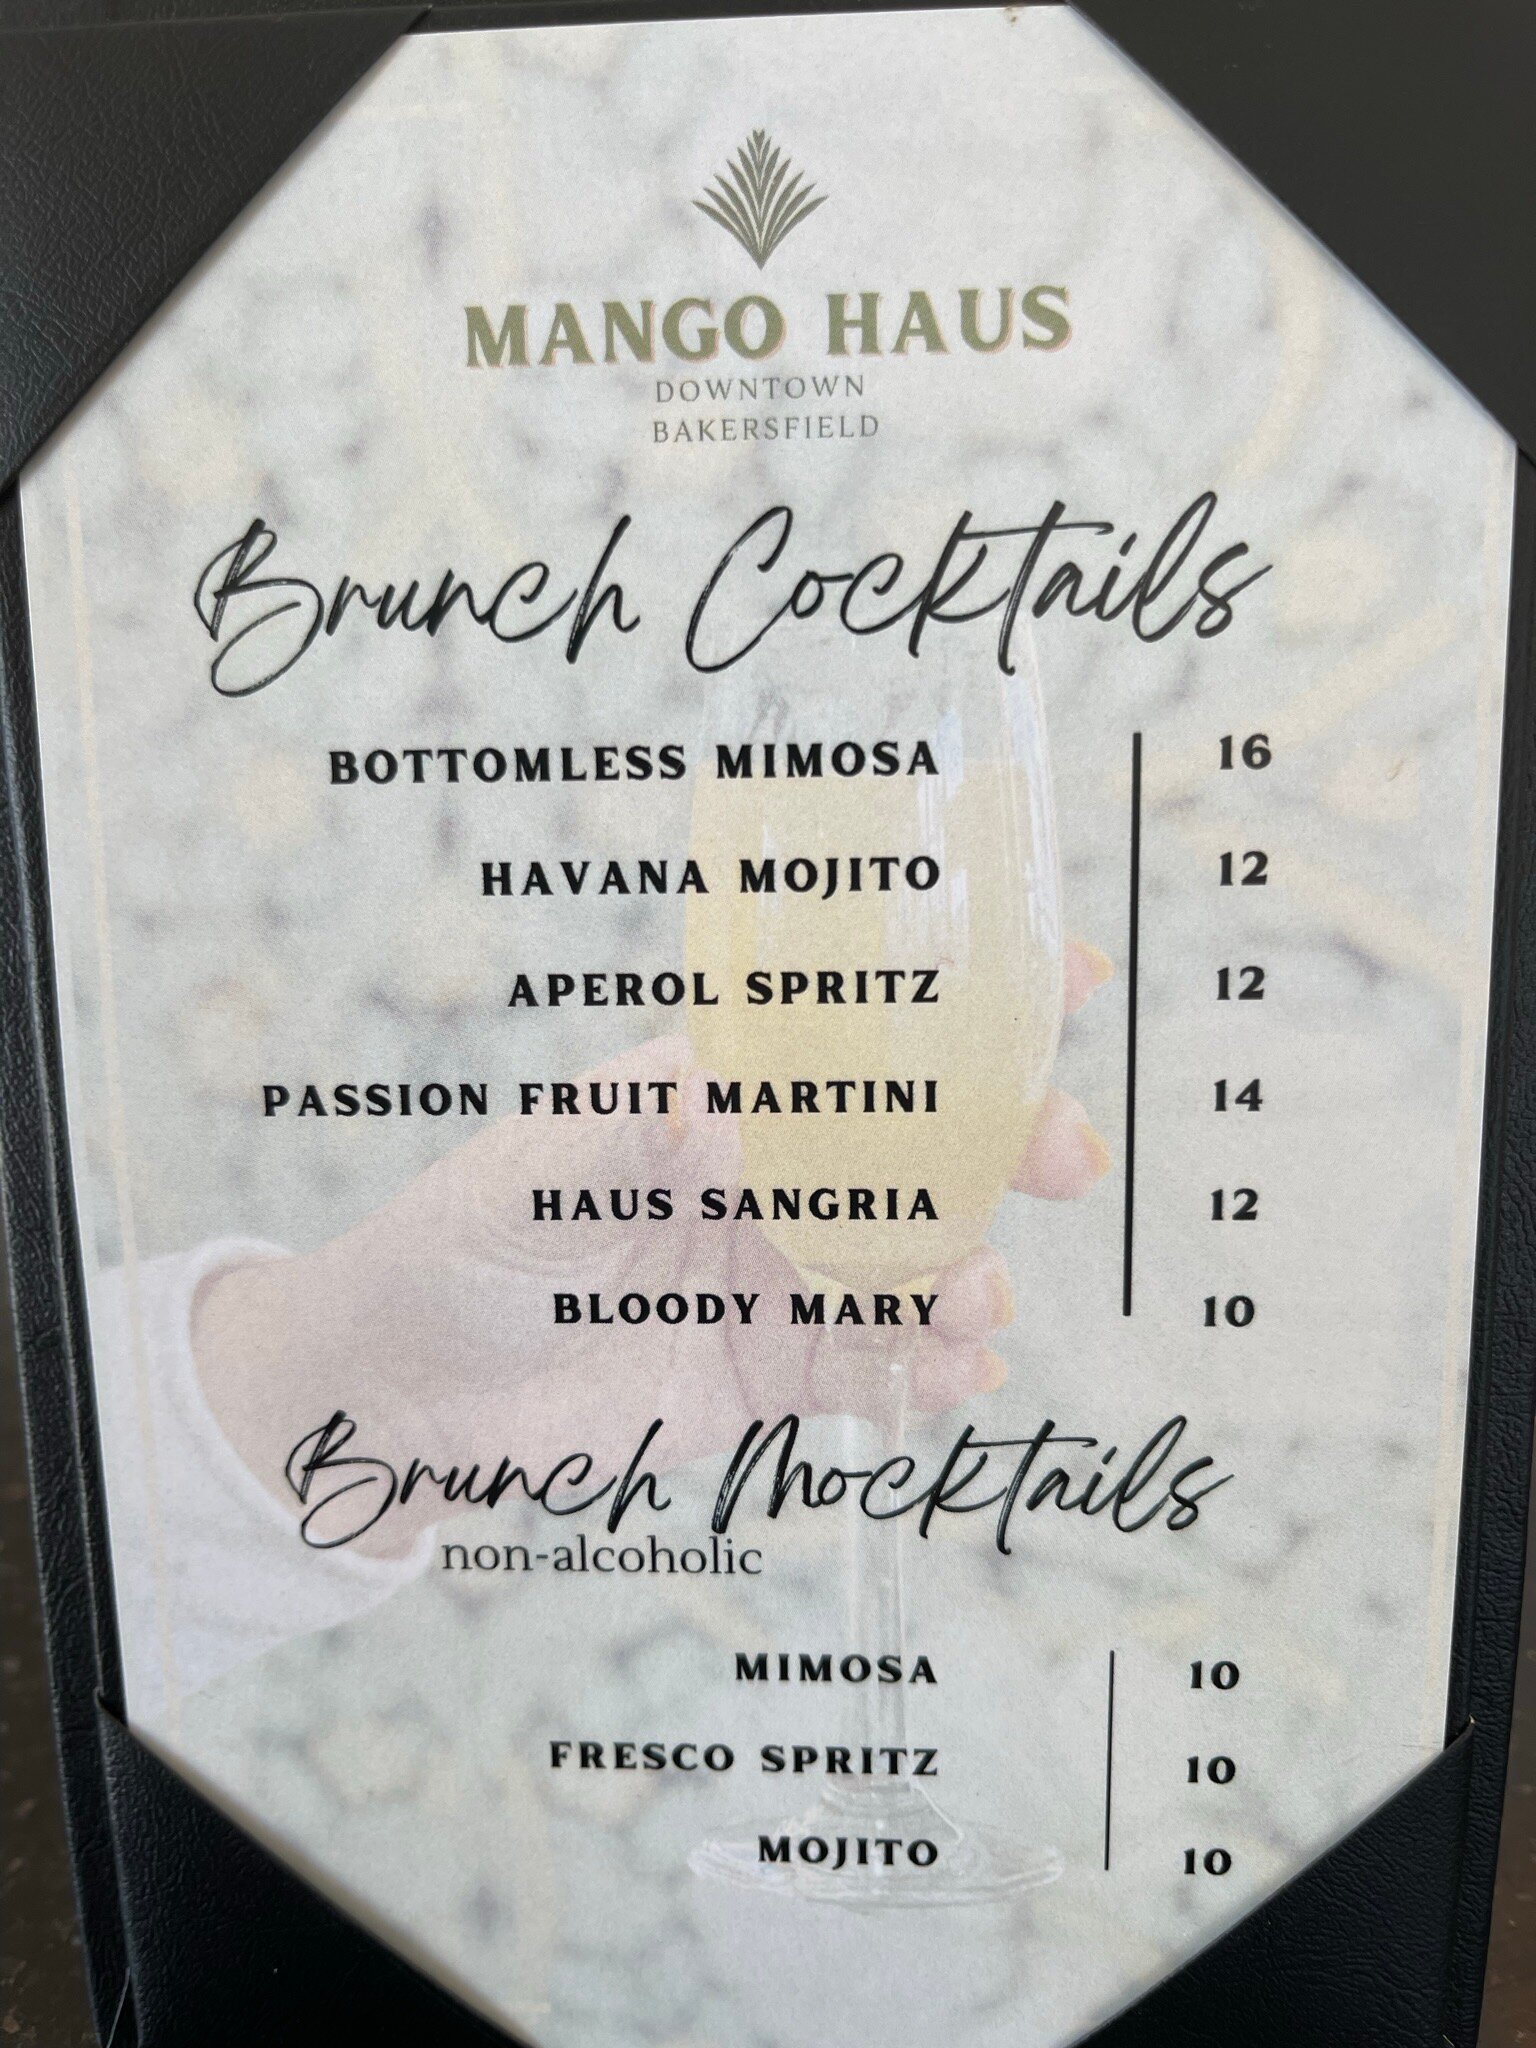 MANGO HAUS
DOWNTOWN
BAKERSFIELD
Brunch Cocktails
BOTTOMLESS MIMOSA 16
HAVANA MOJITO 12
APEROL SPRITZ 12
PASSION FRUIT MARTINI 14
HAUS SANGRIA 12
BLOODY MARY 10
Brunch Mocktails
non-alcoholic
MIMOSA 10
FRESCO SPRITZ 10
MOJITO 10